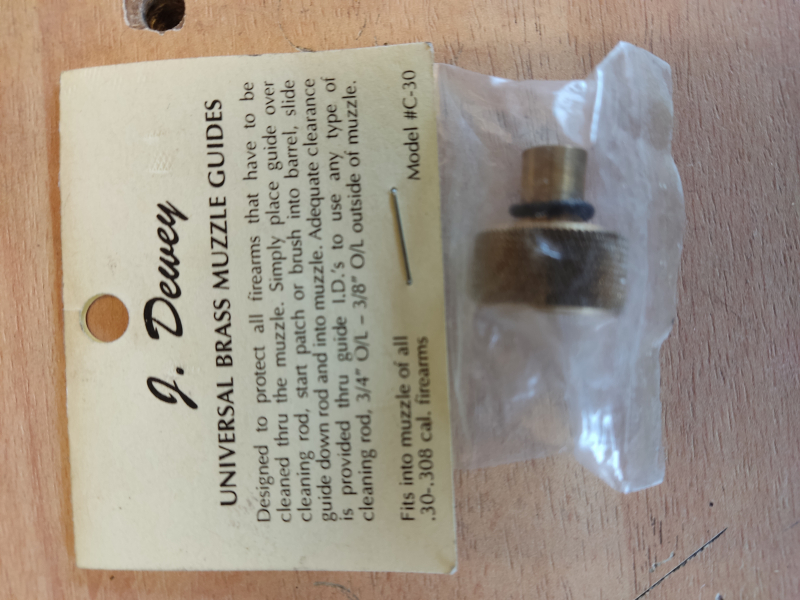 J. Dewey
UNIVERSAL BRASS MUZZLE GUIDES
Designed to protect all firearms that have to be
cleaned thru the muzzle. Simply place guide over
cleaning rod, start patch or brush into barrel, slide
guide down rod and into muzzle. Adequate clearance
is provided thru guide I.D.'s to use any type of
cleaning rod, 3/4" O/L – 3/8" O/L outside of muzzle.
Fits into muzzle of all
.30-.308 cal. firearms
Model #C-30